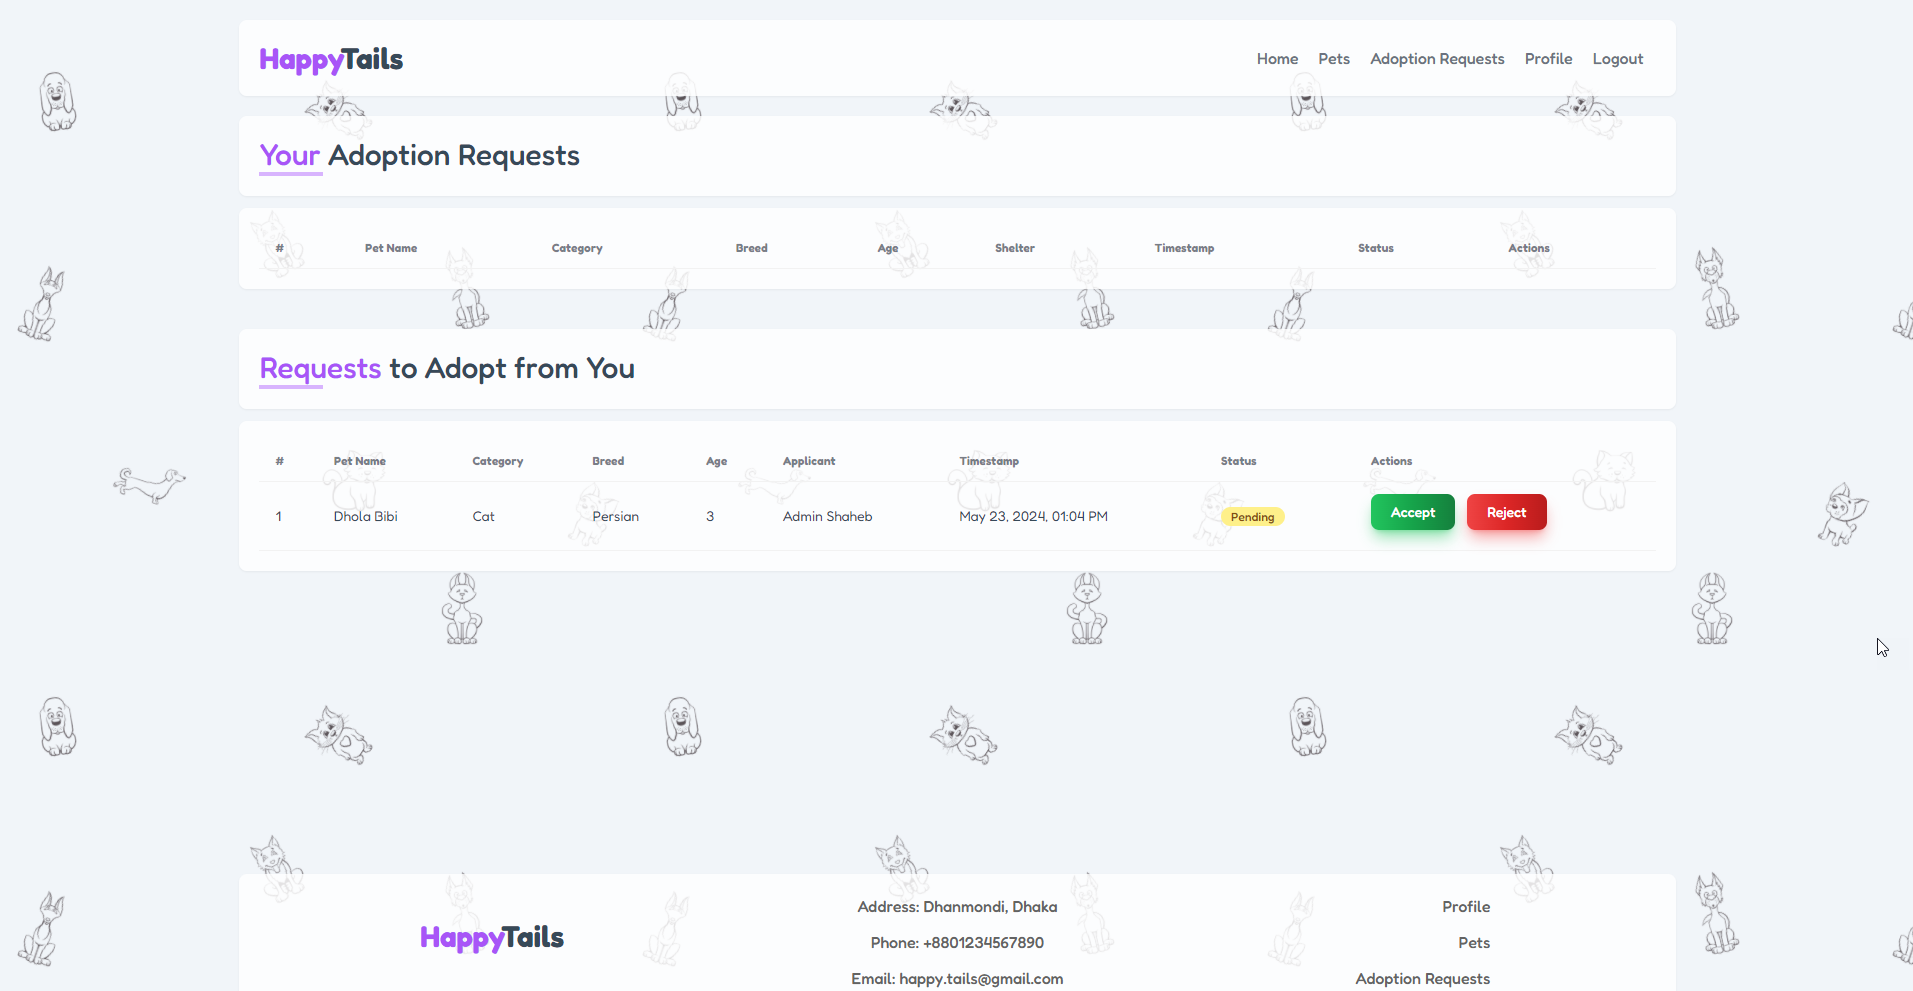 HappyTails
Home Pets Adoption Requests Profile Logout
Your Adoption Requests
# Pet Name Category Breed Age Shelter Timestamp Status Actions
Requests to Adopt from You
# Pet Name Category Breed Age Applicant Timestamp Status Actions
1 Dhola Bibi Cat Persian 3 Admin Shaheb May 23, 2024, 01:04 PM Pending Accept Reject
HappyTails
Address: Dhanmondi, Dhaka
Phone: +8801234567890
Email: happy.tails@gmail.com
Profile
Pets
Adoption Requests